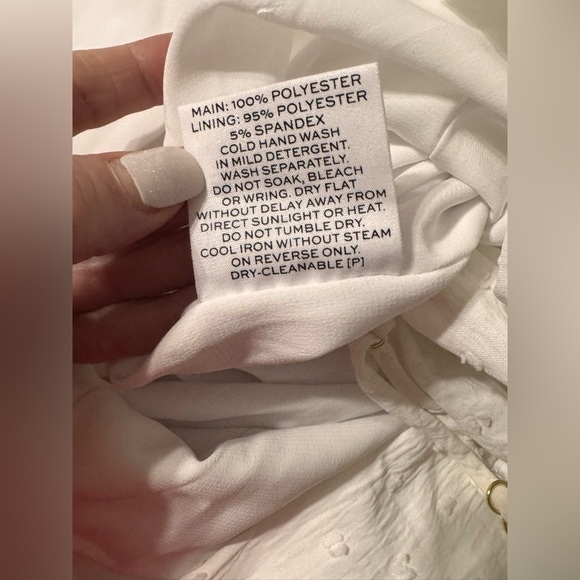 MAIN: 100% POLYESTER
LINING: 95% POLYESTER
5% SPANDEX
COLD HAND WASH
IN MILD DETERGENT.
WASH SEPARATELY.
DO NOT SOAK, BLEACH
OR WRING. DRY FLAT
WITHOUT DELAY AWAY FROM
DIRECT SUNLIGHT OR HEAT.
DO NOT TUMBLE DRY.
COOL IRON WITHOUT STEAM
ON REVERSE ONLY.
DRY-CLEANABLE [P]